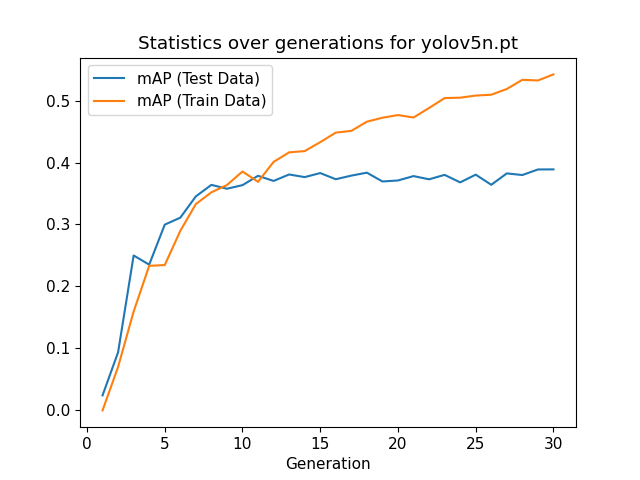 Statistics over generations for yolov5n.pt
mAP (Test Data)
mAP (Train Data)
0.5
0.4
0.3
0.2
0.1
0.0
0 5 10 15 20 25 30
Generation